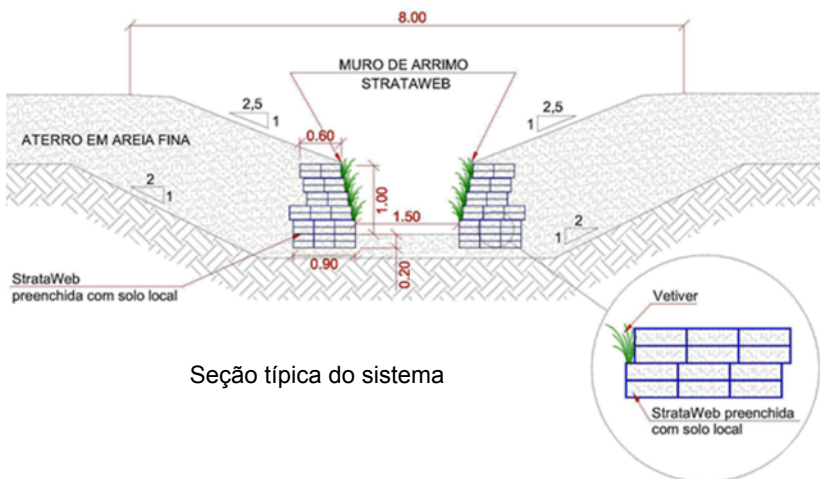 8.00
MURO DE ARRIMO
STRATAWEB
2,5
1
2,5
1
ATERRO EM AREIA FINA
0.60
2
1
1.00
1.50
2
1
StrataWeb
preenchida com solo local
0.90
0.20
Vetiver
Seção típica do sistema
StrataWeb preenchida
com solo local